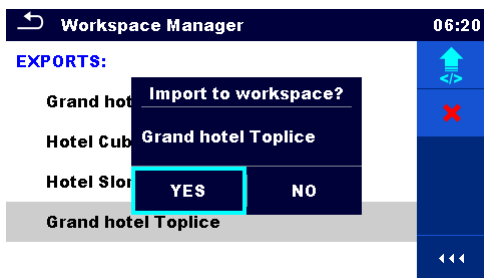 Workspace Manager 06:20
EXPORTS:
</>
Grand hot
Import to workspace?
Hotel Cub
Grand hotel Toplice
Hotel Slon
YES NO
Grand hotel Toplice